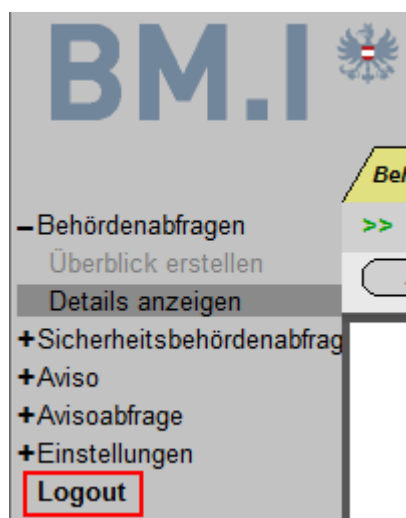 BM.I
Beh
>>
–Behördenabfragen
Überblick erstellen
Details anzeigen
+Sicherheitsbehördenabfrag
+Aviso
+Avisoabfrage
+Einstellungen
Logout